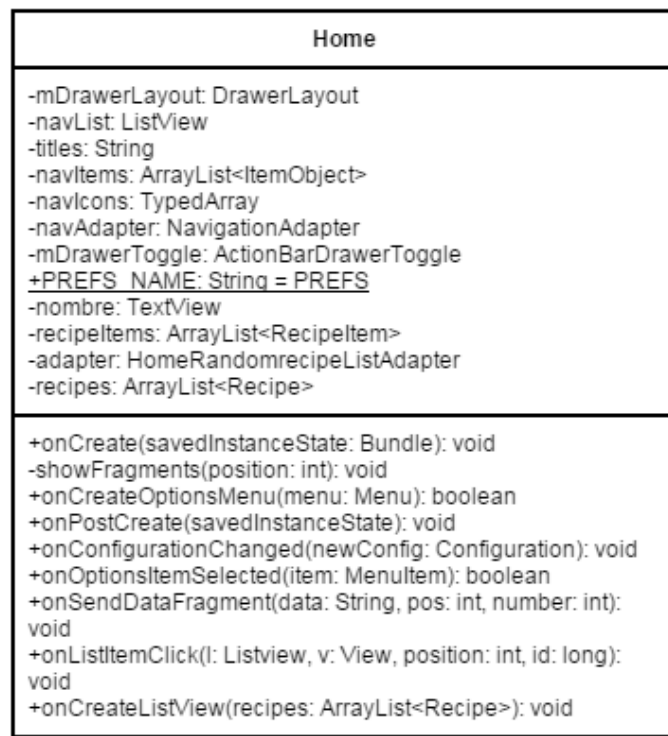 Home
-mDrawerLayout: DrawerLayout
-navList: ListView
-titles: String
-navItems: ArrayList<ItemObject>
-navIcons: TypedArray
-navAdapter: NavigationAdapter
-mDrawerToggle: ActionBarDrawerToggle
+PREFS_NAME: String = PREFS
-nombre: TextView
-recipeItems: ArrayList<RecipeItem>
-adapter: HomeRandomrecipeListAdapter
-recipes: ArrayList<Recipe>
+onCreate(savedInstanceState: Bundle): void
-showFragments(position: int): void
+onCreateOptionsMenu(menu: Menu): boolean
+onPostCreate(savedInstanceState): void
+onConfigurationChanged(newConfig: Configuration): void
+onOptionsItemSelected(item: MenuItem): boolean
+onSendDataFragment(data: String, pos: int, number: int):
void
+onListItemClick(l: Listview, v: View, position: int, id: long):
void
+onCreateListView(recipes: ArrayList<Recipe>): void